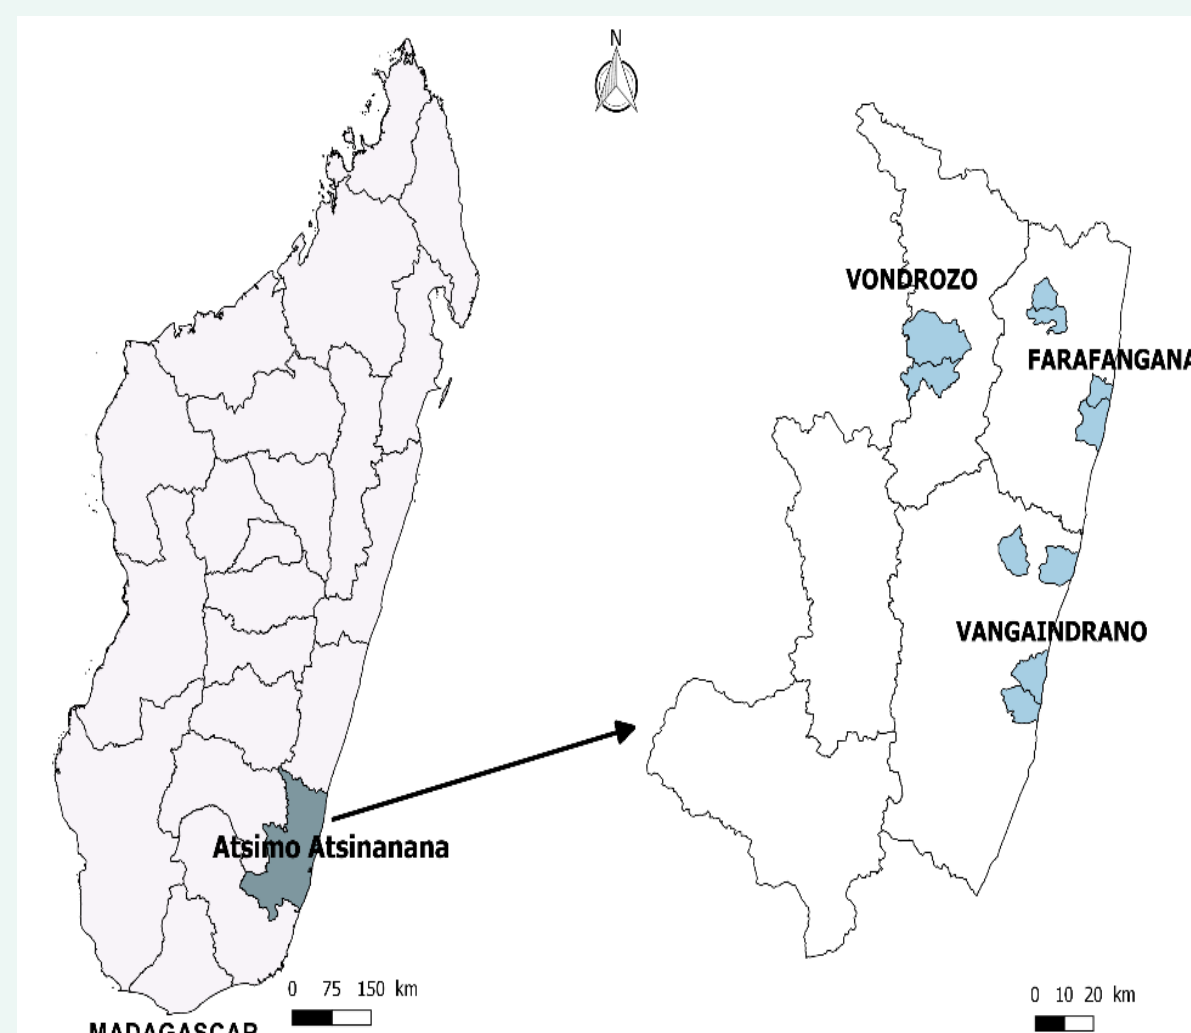 N
VONDROZO
FARAFANGANA
VANGAINDRANO
Atsimo Atsinanana
0 75 150 km
0 10 20 km
MADAGASCAR